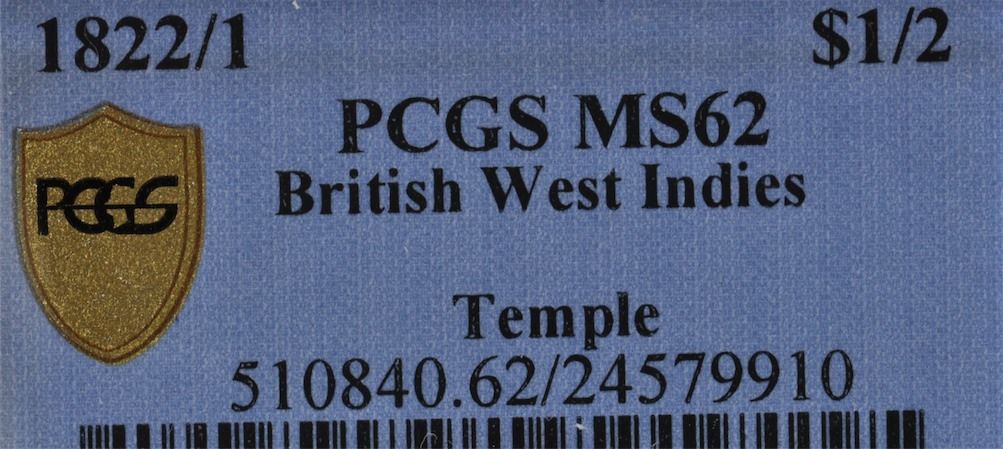 1822/1 $1/2
PCGS MS62
British West Indies
PCGS
Temple
510840.62/24579910